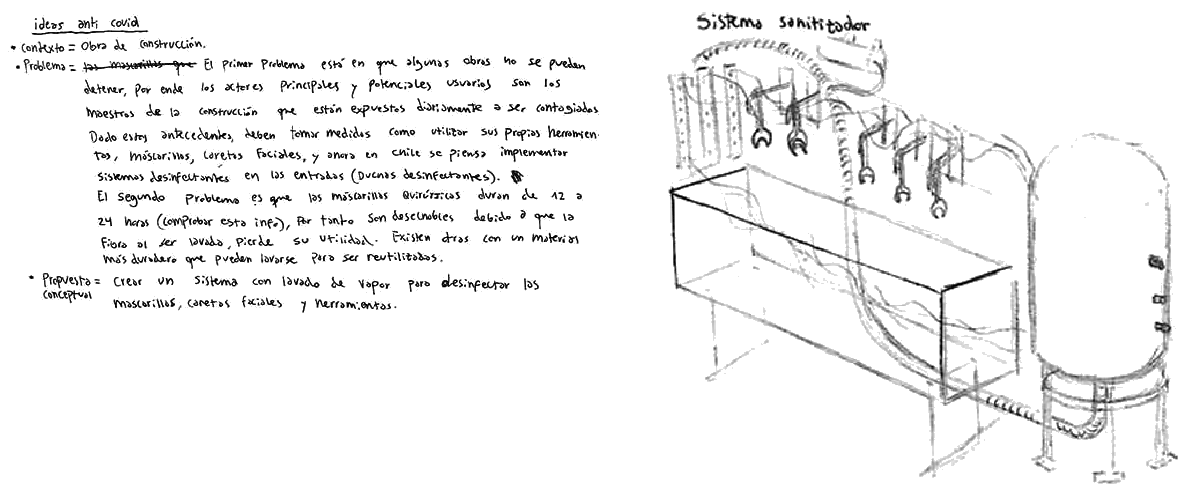 ideas anti covid
• Contexto = Obra de construcción.
• Problema = las mascarillas que El primer problema está en que algunas obras no se pueden
detener, por ende los actores principales y potenciales usuarios son los
maestros de la construcción que están expuestos diariamente a ser contagiados
Dado estos antecedentes, deben tomar medidas como utilizar sus propias herramien-
tas, máscarillas, caretas faciales, y ahora en chile se piensa implementar
sistemas desinfectantes en las entradas (Duchas desinfectantes).
El segundo problema es que las máscarillas quirúrgicas duran de 12 a
24 horas (comprobar esta info), por tanto son desechables debido a que la
fibra al ser lavada, pierde su utilidad. Existen otras con un material
más duradero que pueden lavarse para ser reutilizadas.
• Propuesta = Crear un sistema con lavado de vapor para desinfectar las
conceptual mascarillas, caretas faciales y herramientas.
Sistema sanitizador